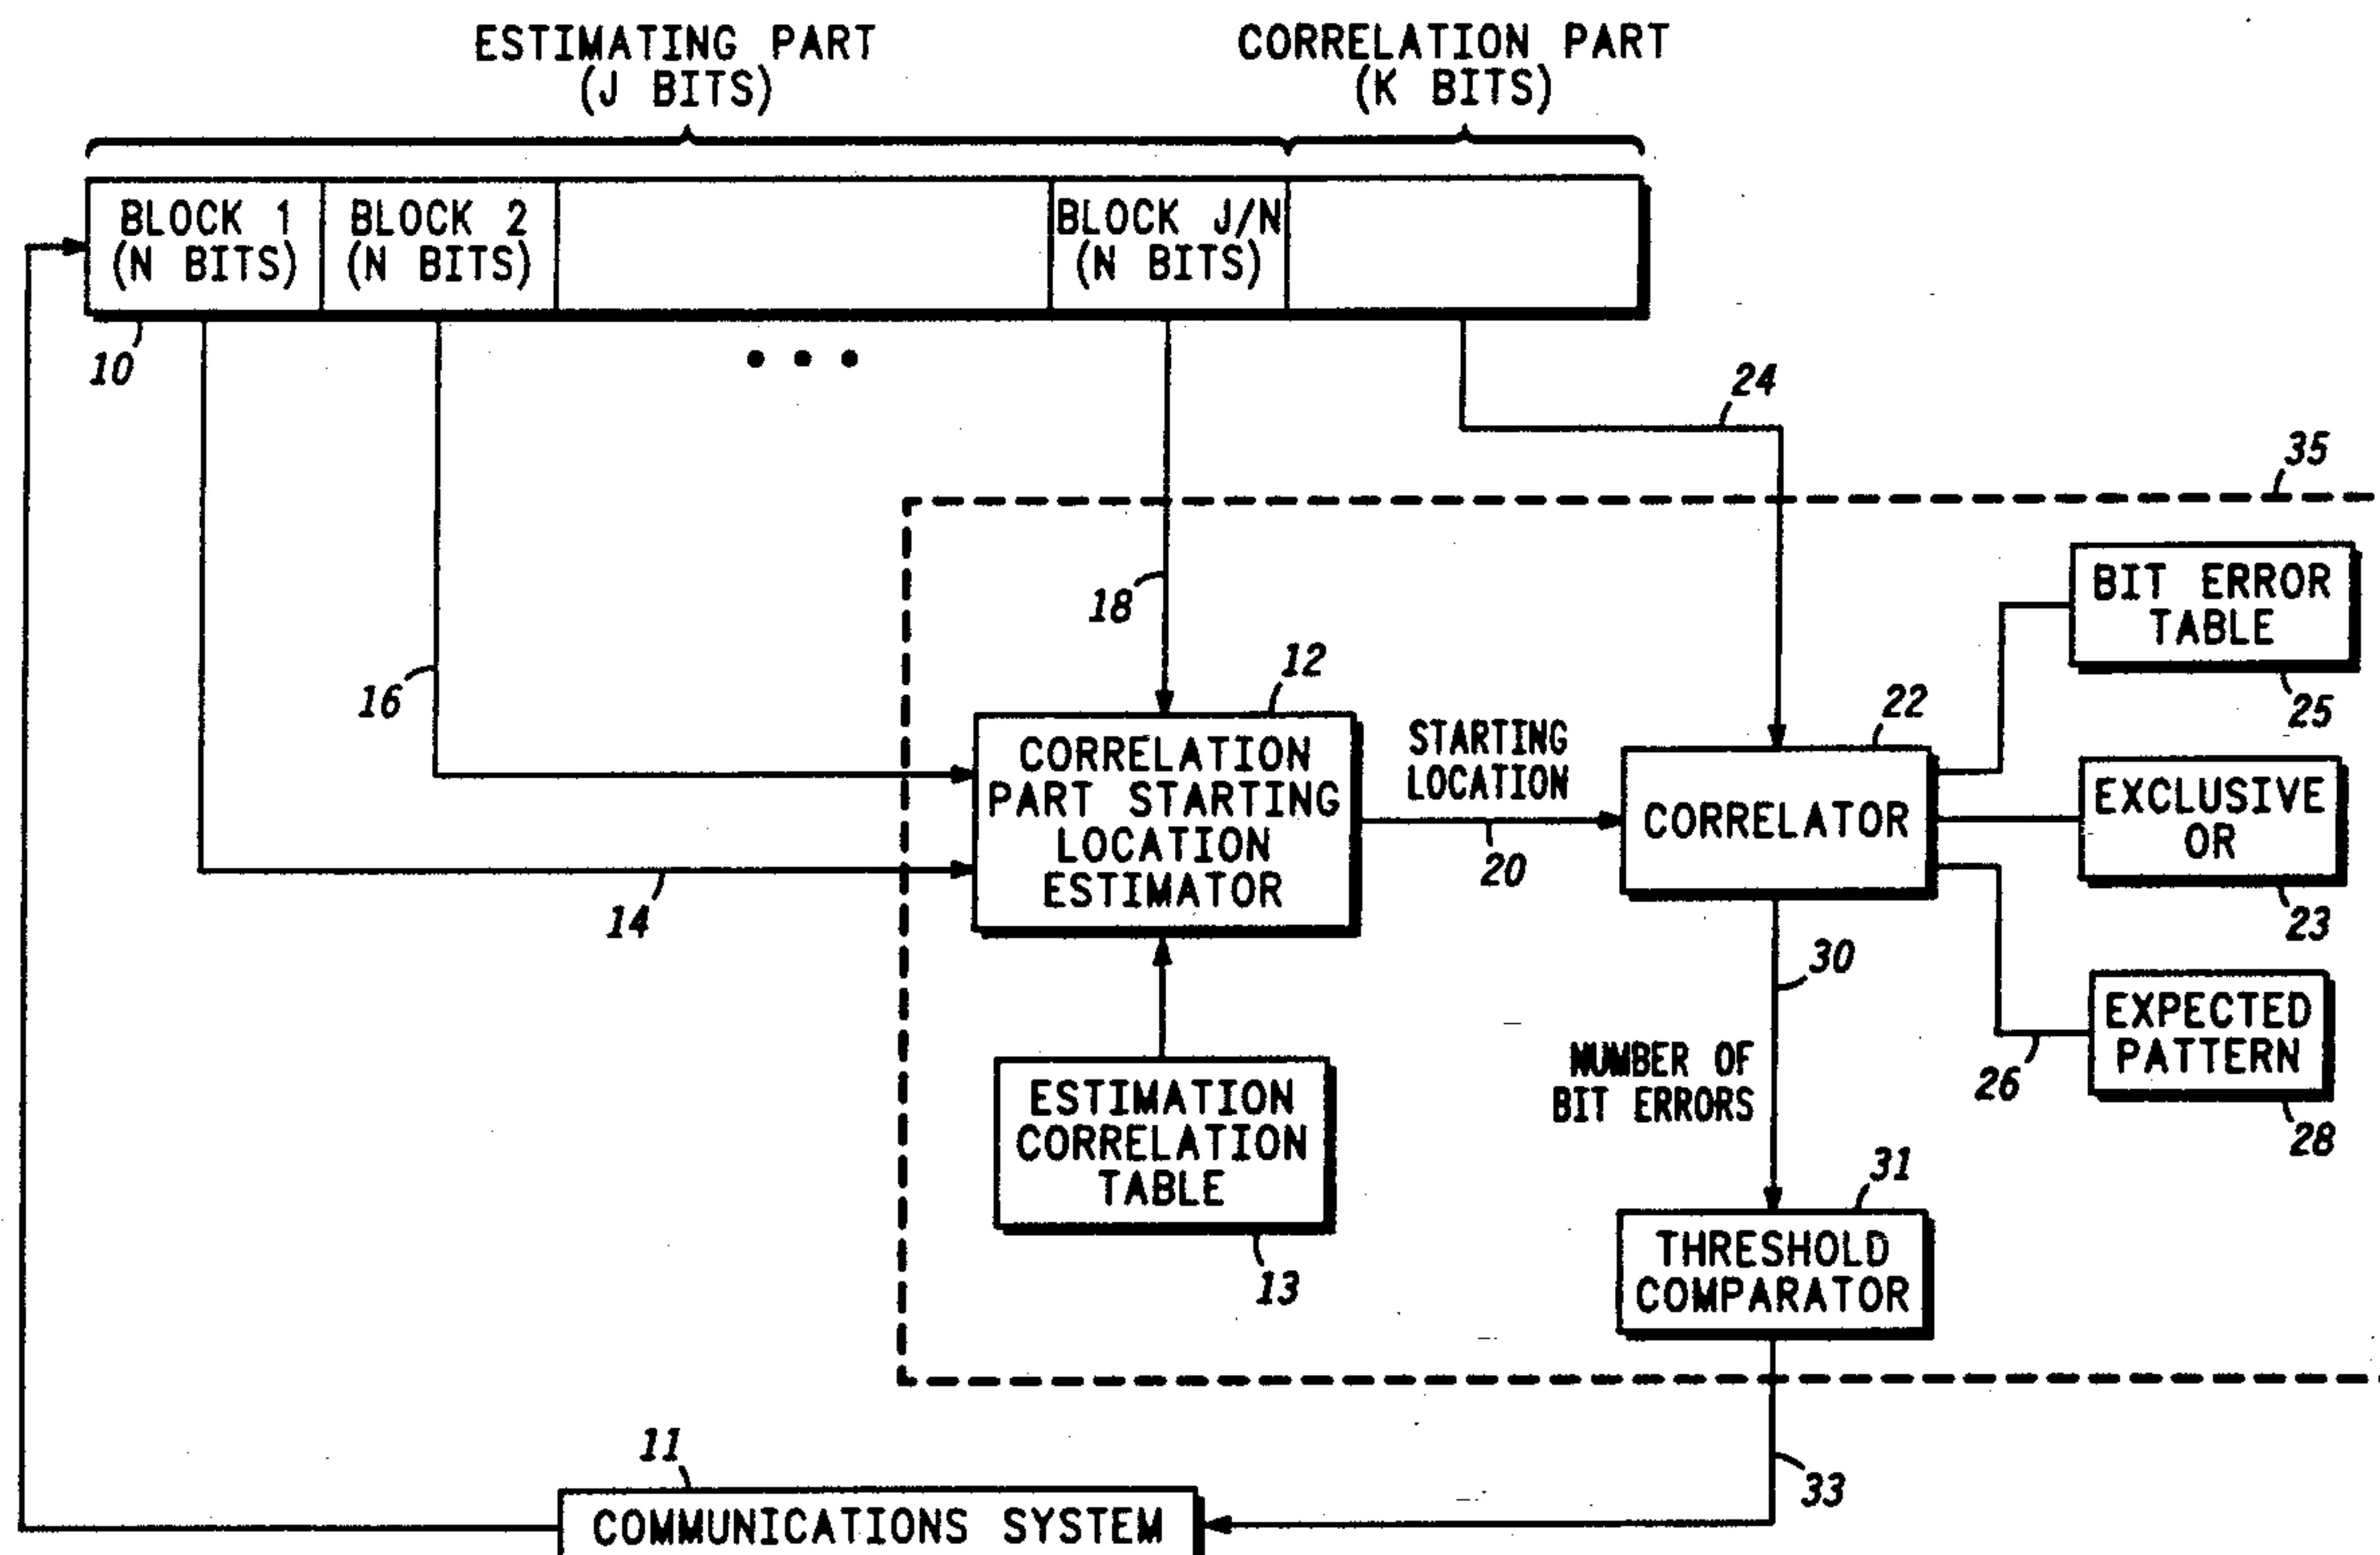 ESTIMATING PART
(J BITS)
CORRELATION PART
(K BITS)
BLOCK 1
(N BITS)
BLOCK 2
(N BITS)
BLOCK J/N
(N BITS)
10
24
35
18
BIT ERROR
TABLE
25
16
12
22
CORRELATION
PART STARTING
LOCATION
ESTIMATOR
STARTING
LOCATION
20
CORRELATOR
EXCLUSIVE
OR
23
14
30
EXPECTED
PATTERN
26
28
NUMBER OF
BIT ERRORS
ESTIMATION
CORRELATION
TABLE
13
31
THRESHOLD
COMPARATOR
11
33
COMMUNICATIONS SYSTEM